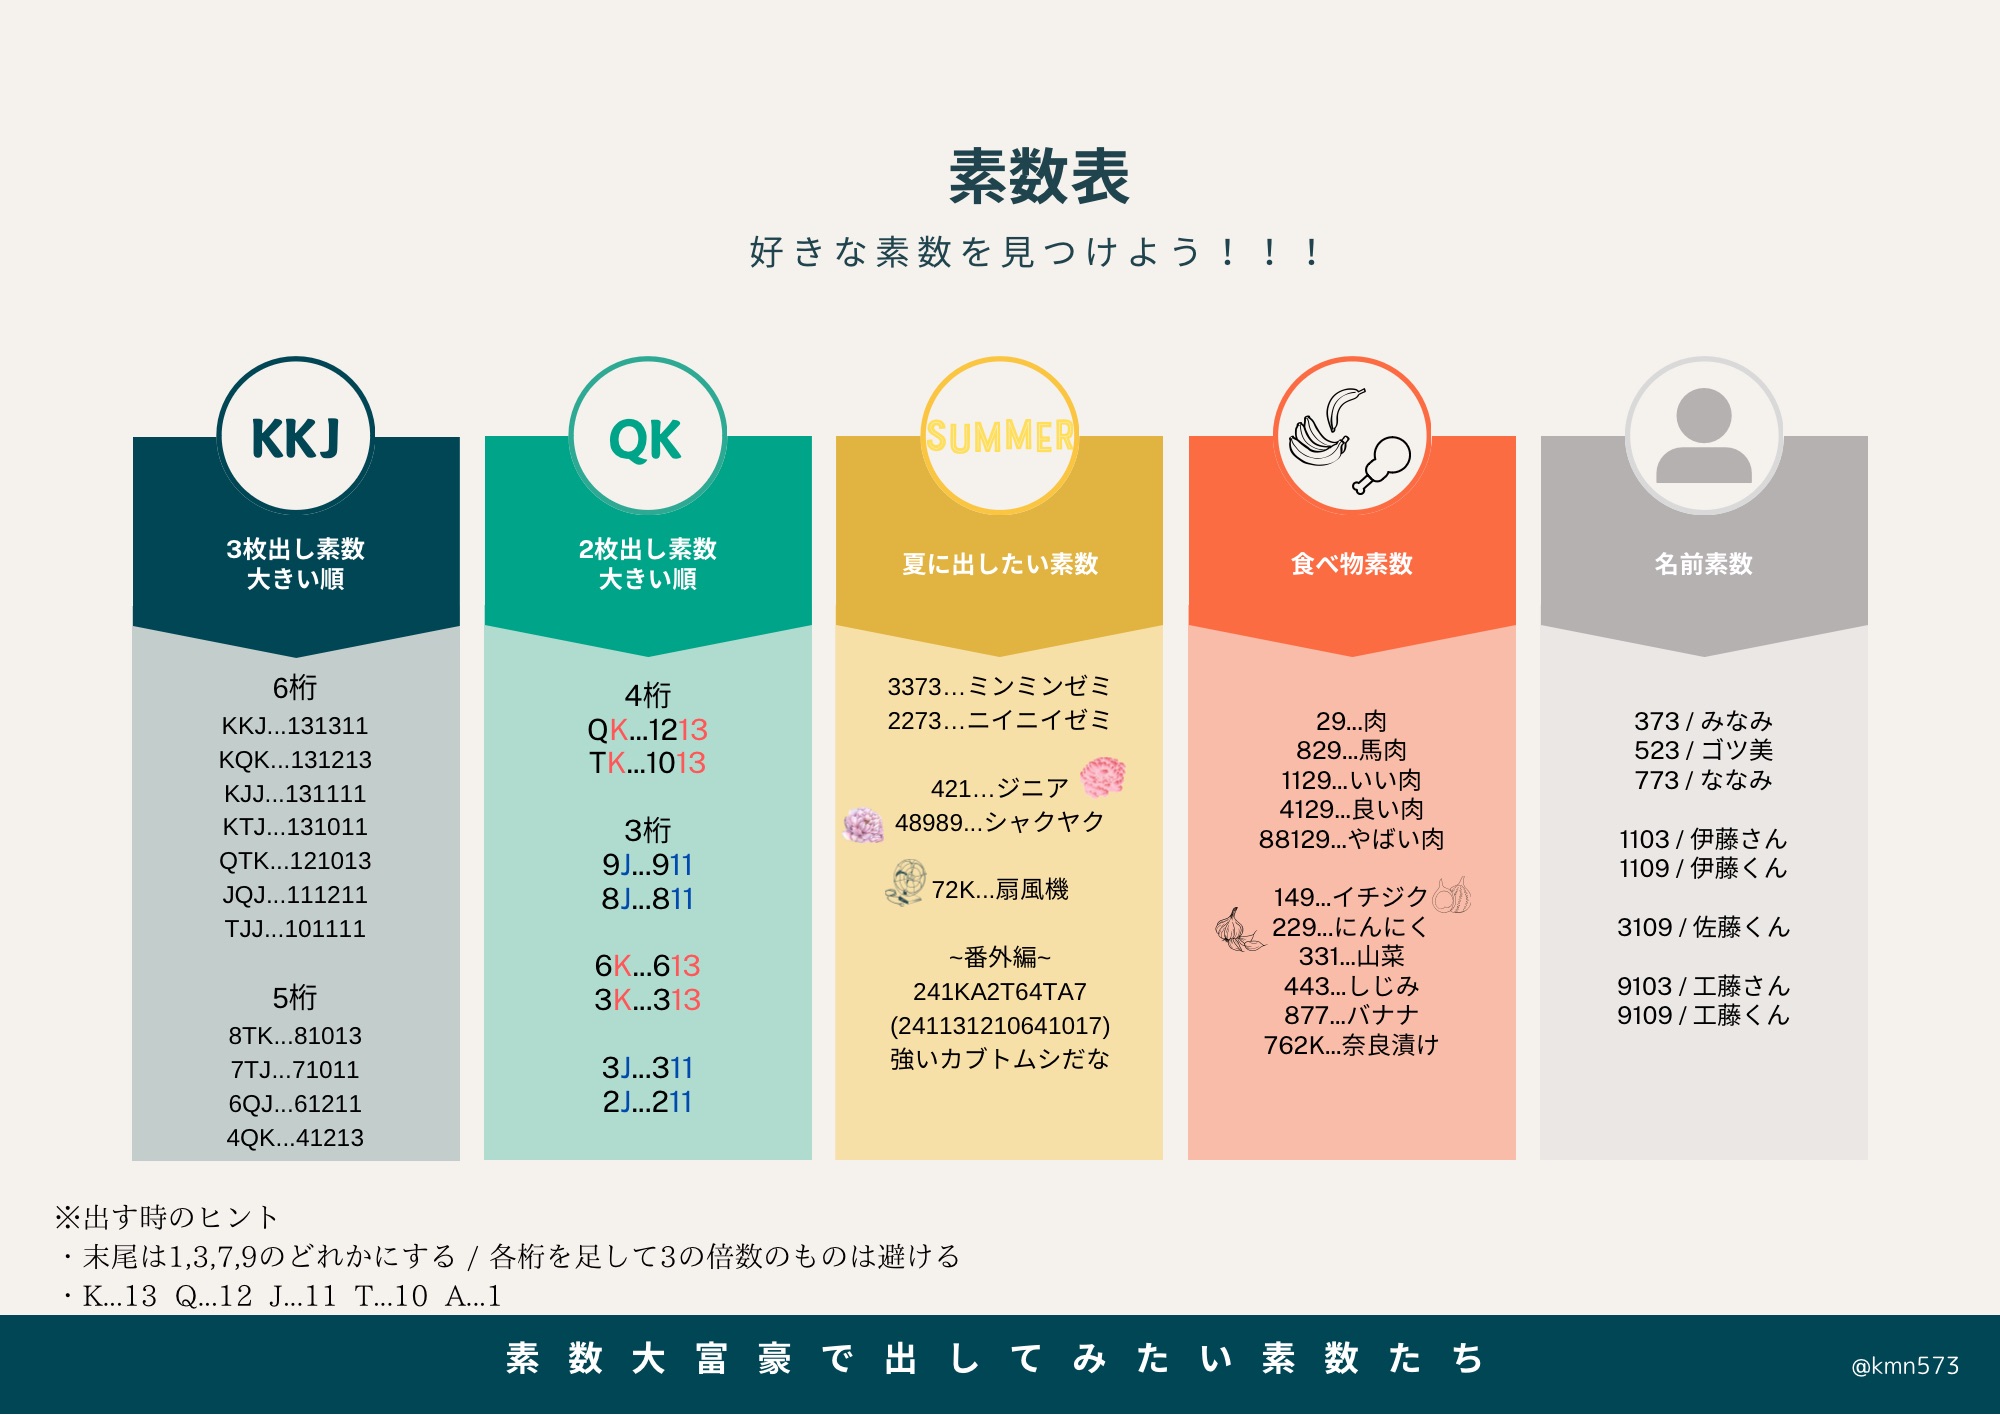 素数表
好きな素数を見つけよう！！！
KKJ
3枚出し素数
大きい順
6桁
KKJ...131311
KQK...131213
KJJ...131111
KTJ...131011
QTK...121013
JQJ...111211
TJJ...101111
5桁
8TK...81013
7TJ...71011
6QJ...61211
4QK...41213
QK
2枚出し素数
大きい順
4桁
QK...1213
TK...1013
3桁
9J...911
8J...811
6K...613
3K...313
3J...311
2J...211
SUMMER
夏に出したい素数
3373…ミンミンゼミ
2273…ニイニイゼミ
421…ジニア
48989...シャクヤク
72K...扇風機
~番外編~
241KA2T64TA7
(241131210641017)
強いカブトムシだな
食べ物素数
29...肉
829...馬肉
1129...いい肉
4129...良い肉
88129...やばい肉
149...イチジク
229...にんにく
331...山菜
443...しじみ
877...バナナ
762K...奈良漬け
名前素数
373 / みなみ
523 / ゴツ美
773 / ななみ
1103 / 伊藤さん
1109 / 伊藤くん
3109 / 佐藤くん
9103 / 工藤さん
9109 / 工藤くん
※出す時のヒント
・末尾は1,3,7,9のどれかにする / 各桁を足して3の倍数のものは避ける
・K...13 Q...12 J...11 T...10 A...1
素数大富豪で出してみたい素数たち
@kmn573